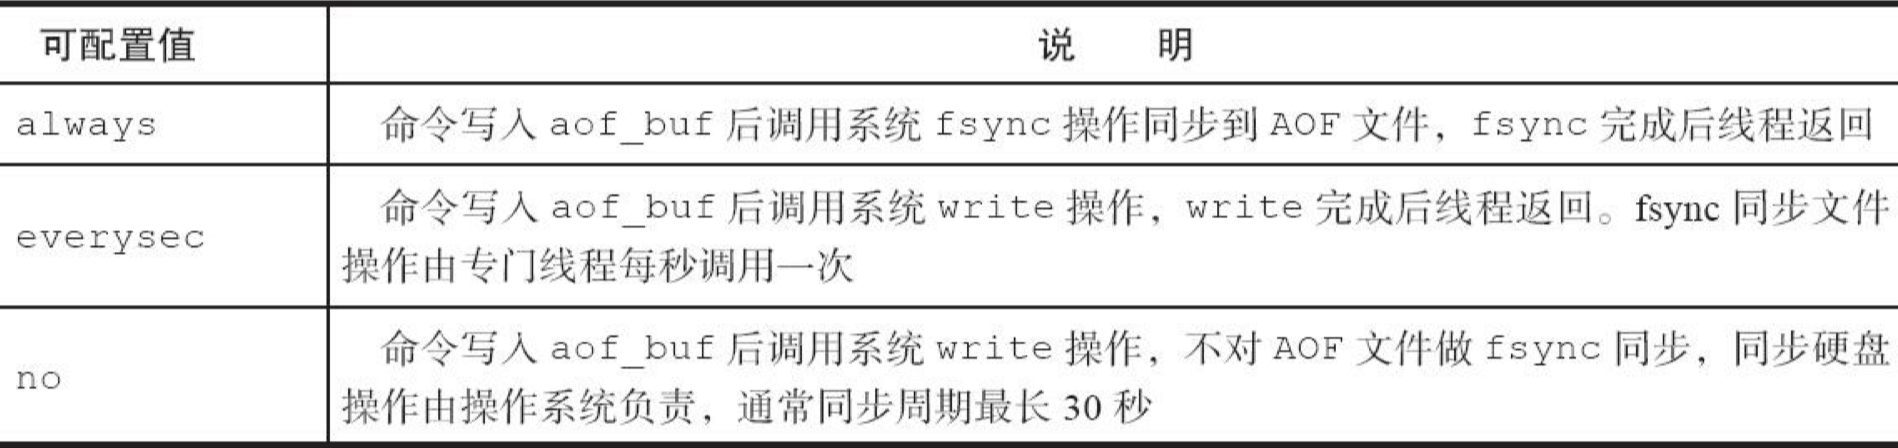 可配置值 说 明
always 命令写入 aof_buf 后调用系统 fsync 操作同步到 AOF 文件，fsync 完成后线程返回
命令写入 aof_buf 后调用系统 write 操作，write 完成后线程返回。fsync 同步文件
everysec
操作由专门线程每秒调用一次
命令写入 aof_buf 后调用系统 write 操作，不对 AOF 文件做 fsync 同步，同步硬盘
no
操作由操作系统负责，通常同步周期最长 30 秒